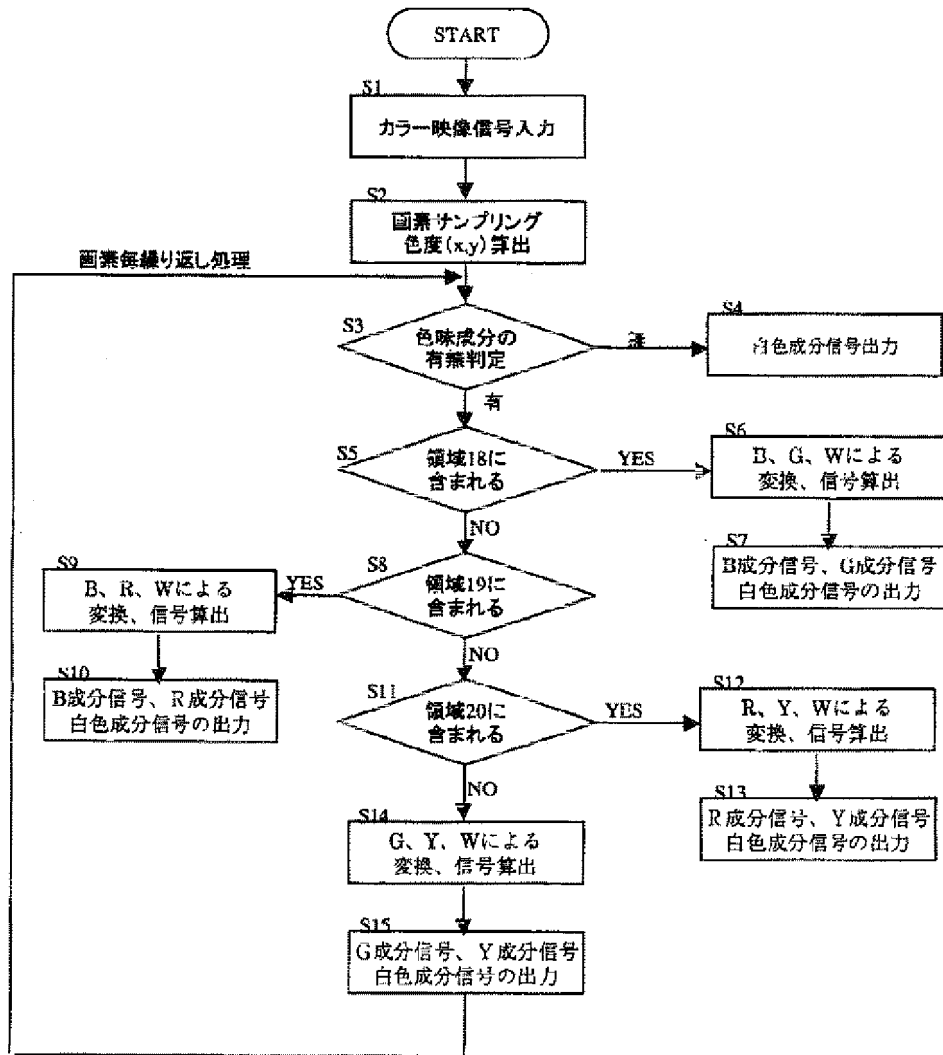 START
S1
カラー映像信号入力
S2
画素サンプリング
色度(x,y)算出
画素毎繰り返し処理
S3
色味成分の
有無判定
無
S4
白色成分信号出力
有
S5
領域18に
含まれる
YES
S6
B、G、Wによる
変換、信号算出
NO
S7
B成分信号、G成分信号
白色成分信号の出力
S8
領域19に
含まれる
YES
S9
B、R、Wによる
変換、信号算出
NO
S10
B成分信号、R成分信号
白色成分信号の出力
S11
領域20に
含まれる
YES
S12
R、Y、Wによる
変換、信号算出
NO
S13
R成分信号、Y成分信号
白色成分信号の出力
S14
G、Y、Wによる
変換、信号算出
S15
G成分信号、Y成分信号
白色成分信号の出力